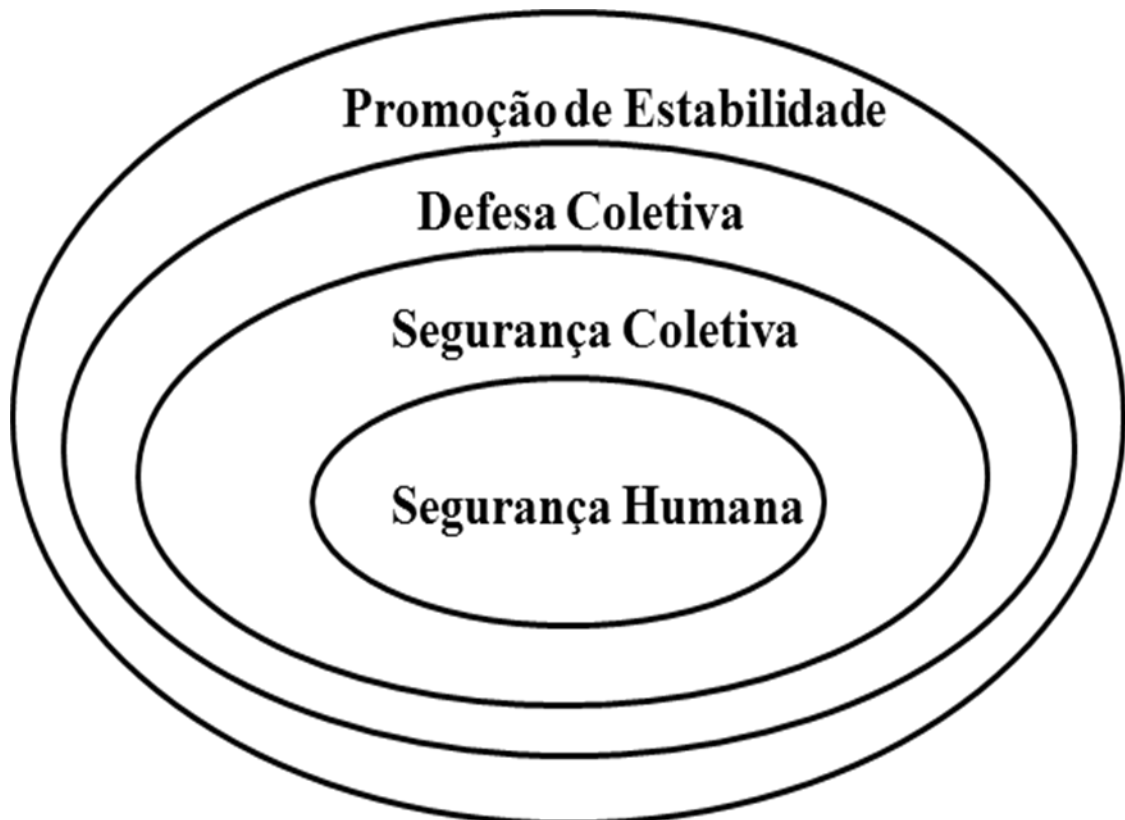 Promoção de Estabilidade
Defesa Coletiva
Segurança Coletiva
Segurança Humana